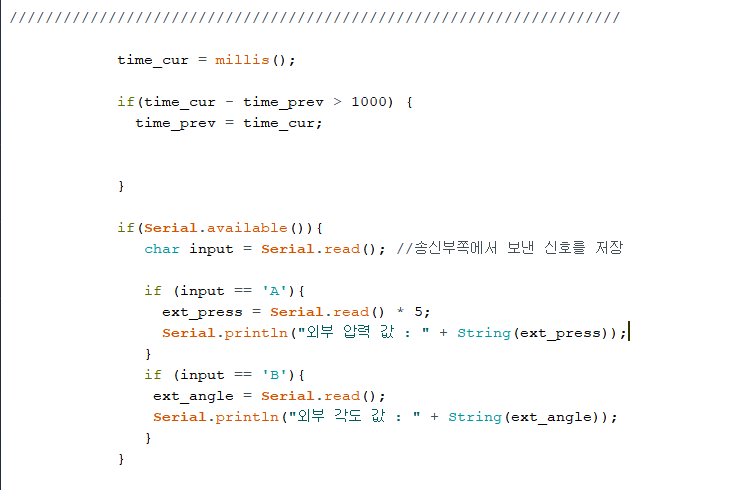 ////////////////////////////////////////////////////////////////////
time_cur = millis();
if(time_cur - time_prev > 1000) {
time_prev = time_cur;
}
if(Serial.available()){
char input = Serial.read(); //송신부쪽에서 보낸 신호를 저장
if (input == 'A'){
ext_press = Serial.read() * 5;
Serial.println("외부 압력 값 : " + String(ext_press));
}
if (input == 'B'){
ext_angle = Serial.read();
Serial.println("외부 각도 값 : " + String(ext_angle));
}
}